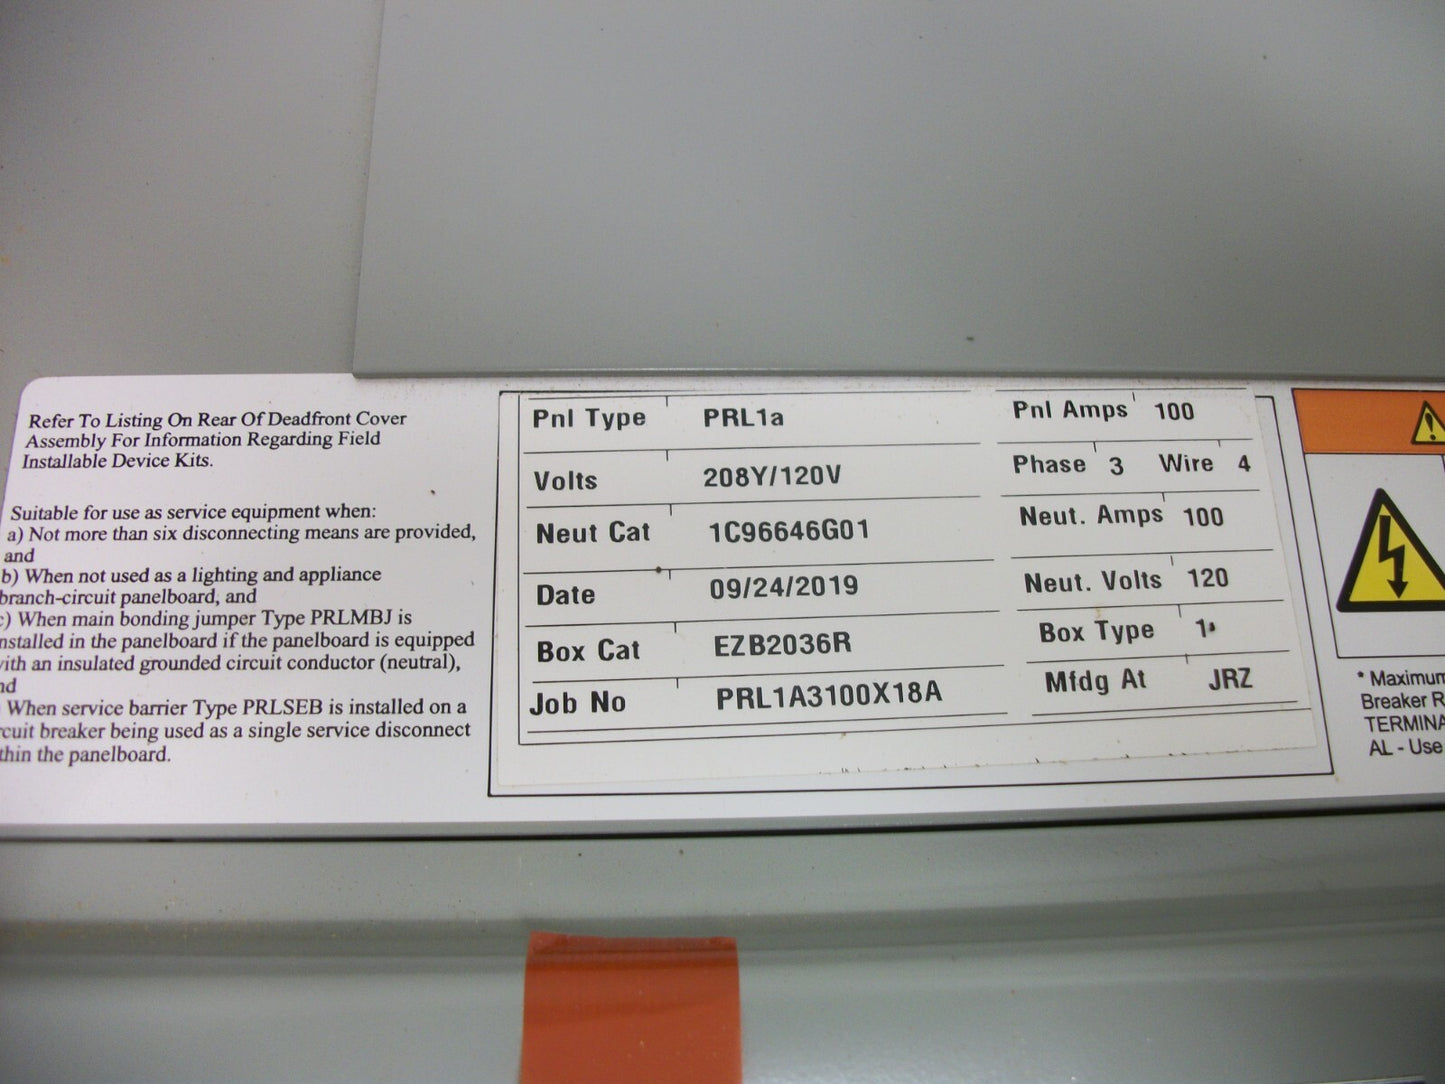 Refer To Listing On Rear Of Deadfront Cover
Assembly For Information Regarding Field
Installable Device Kits.
Suitable for use as service equipment when:
a) Not more than six disconnecting means are provided,
and
b) When not used as a lighting and appliance
branch-circuit panelboard, and
c) When main bonding jumper Type PRLMBJ is
installed in the panelboard if the panelboard is equipped
with an insulated grounded circuit conductor (neutral),
nd
When service barrier Type PRLSEB is installed on a
rcuit breaker being used as a single service disconnect
thin the panelboard.
Pnl Type PRL1a Pnl Amps 100
Volts 208Y/120V Phase 3 Wire 4
Neut Cat 1C96646G01 Neut. Amps 100
Date 09/24/2019 Neut. Volts 120
Box Cat EZB2036R Box Type 1
Job No PRL1A3100X18A Mfdg At JRZ
* Maximum
Breaker R
TERMINA
AL - Use